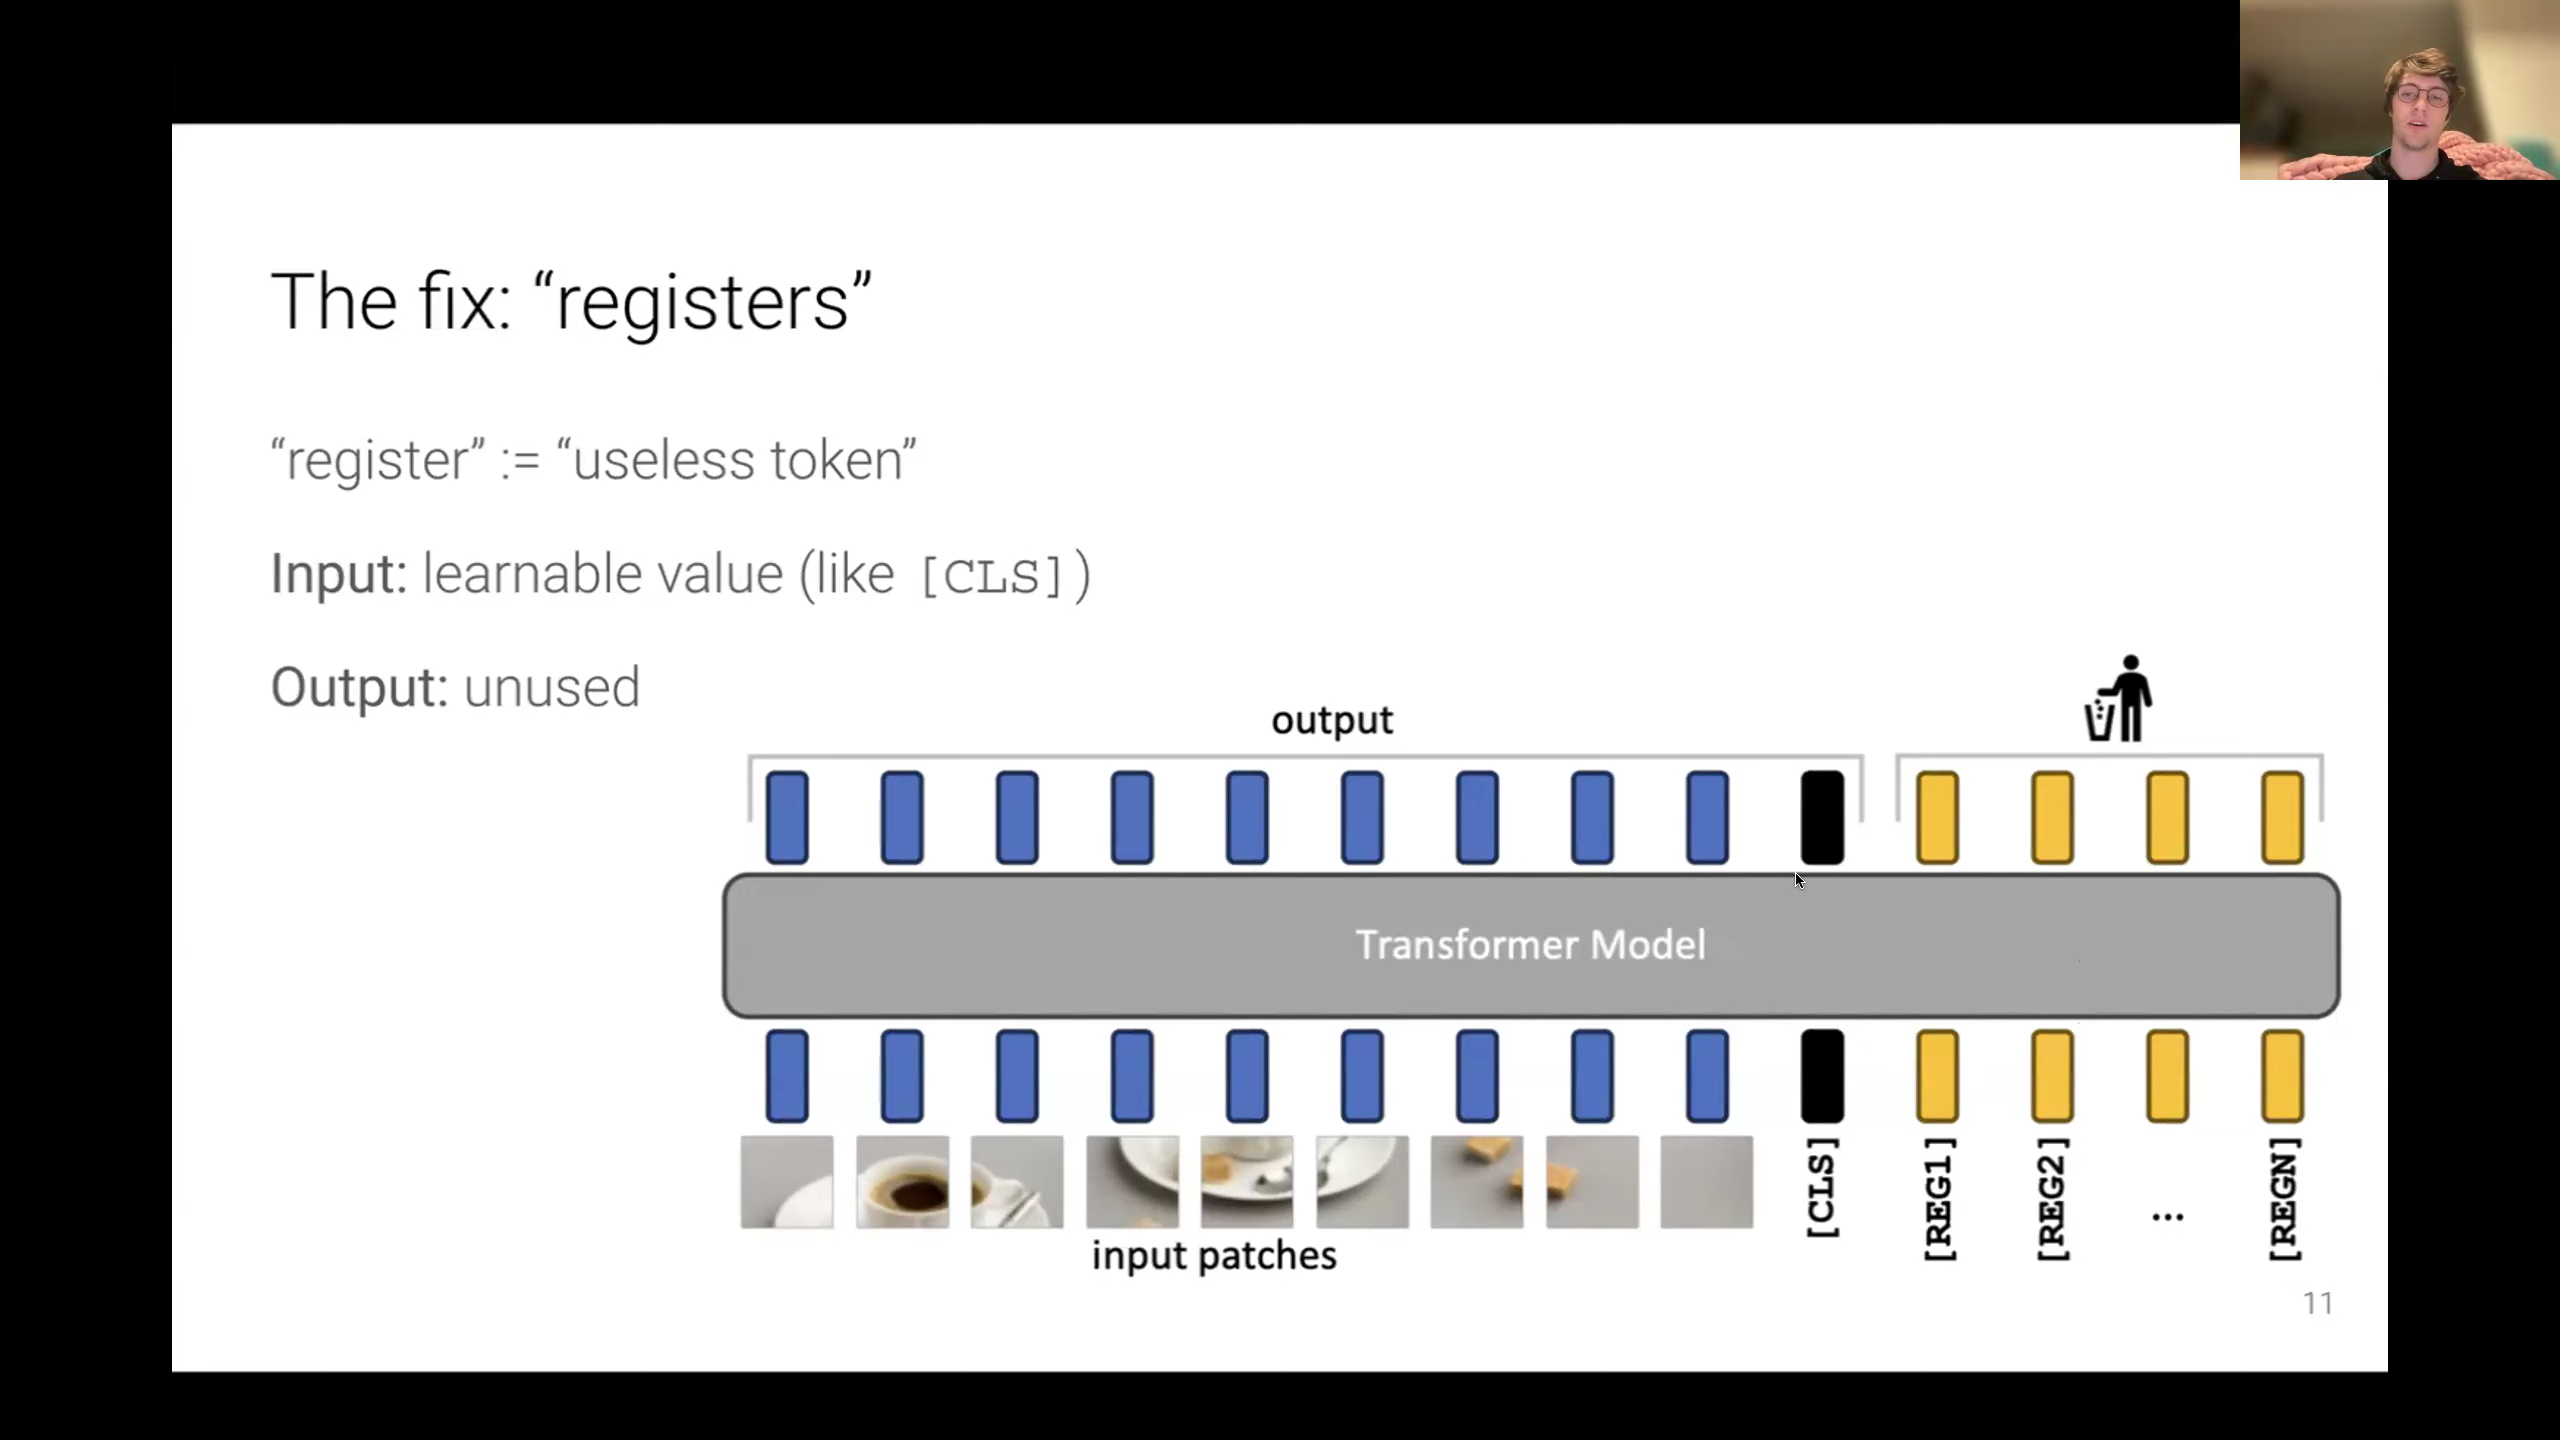 The fix: “registers”
“register” := “useless token”
Input: learnable value (like [CLS])
Output: unused
output
Transformer Model
[CLS]
[REG1]
[REG2]
...
[REGN]
input patches
11